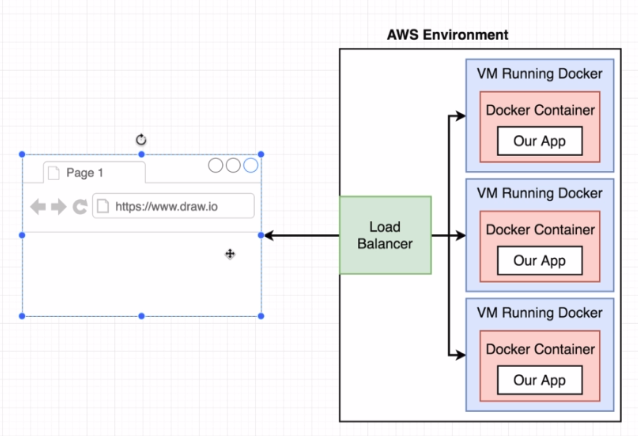 AWS Environment
VM Running Docker
Docker Container
Our App
Page 1
https://www.draw.io
Load
Balancer
VM Running Docker
Docker Container
Our App
VM Running Docker
Docker Container
Our App